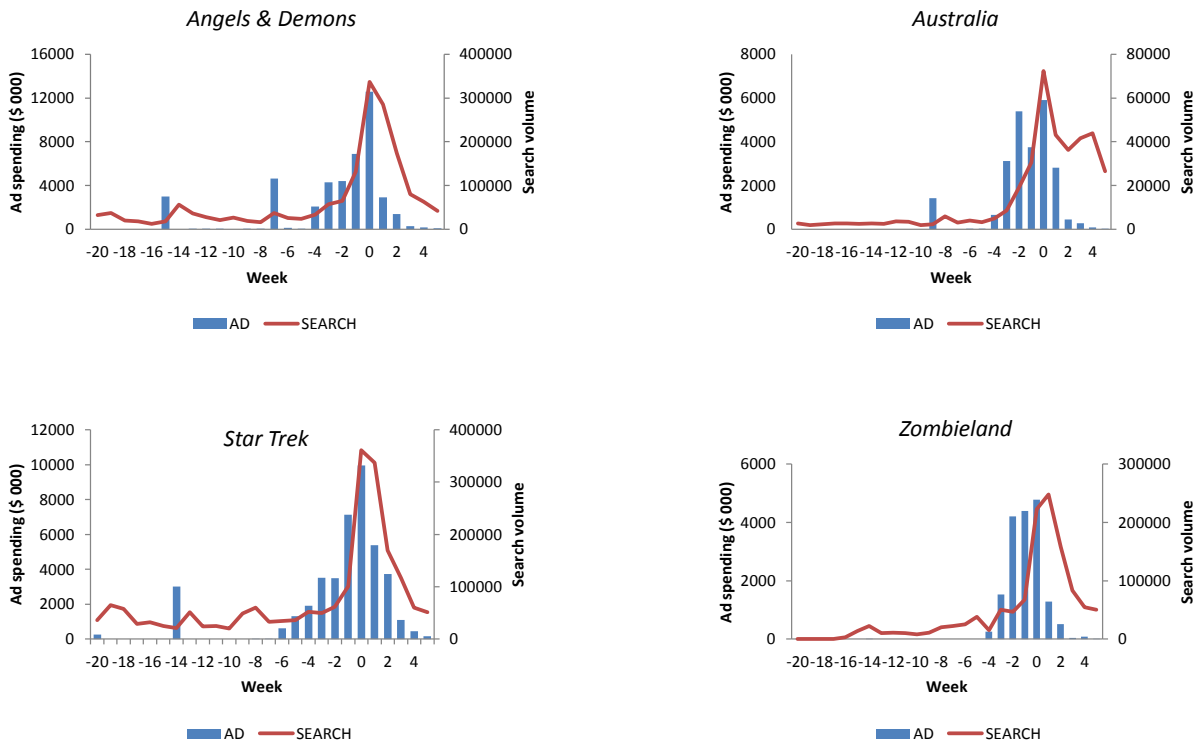 Angels & Demons
16000
12000
8000
4000
0
Ad spending ($ 000)
400000
300000
200000
100000
0
Search volume
-20 -18 -16 -14 -12 -10 -8 -6 -4 -2 0 2 4
Week
AD SEARCH
Australia
8000
6000
4000
2000
0
Ad spending ($ 000)
80000
60000
40000
20000
0
Search volume
-20 -18 -16 -14 -12 -10 -8 -6 -4 -2 0 2 4
Week
AD SEARCH
Star Trek
12000
10000
8000
6000
4000
2000
0
Ad spending ($ 000)
400000
300000
200000
100000
0
Search volume
-20 -18 -16 -14 -12 -10 -8 -6 -4 -2 0 2 4
Week
AD SEARCH
Zombieland
6000
4000
2000
0
Ad spending ($ 000)
300000
200000
100000
0
Search volume
-20 -18 -16 -14 -12 -10 -8 -6 -4 -2 0 2 4
Week
AD SEARCH